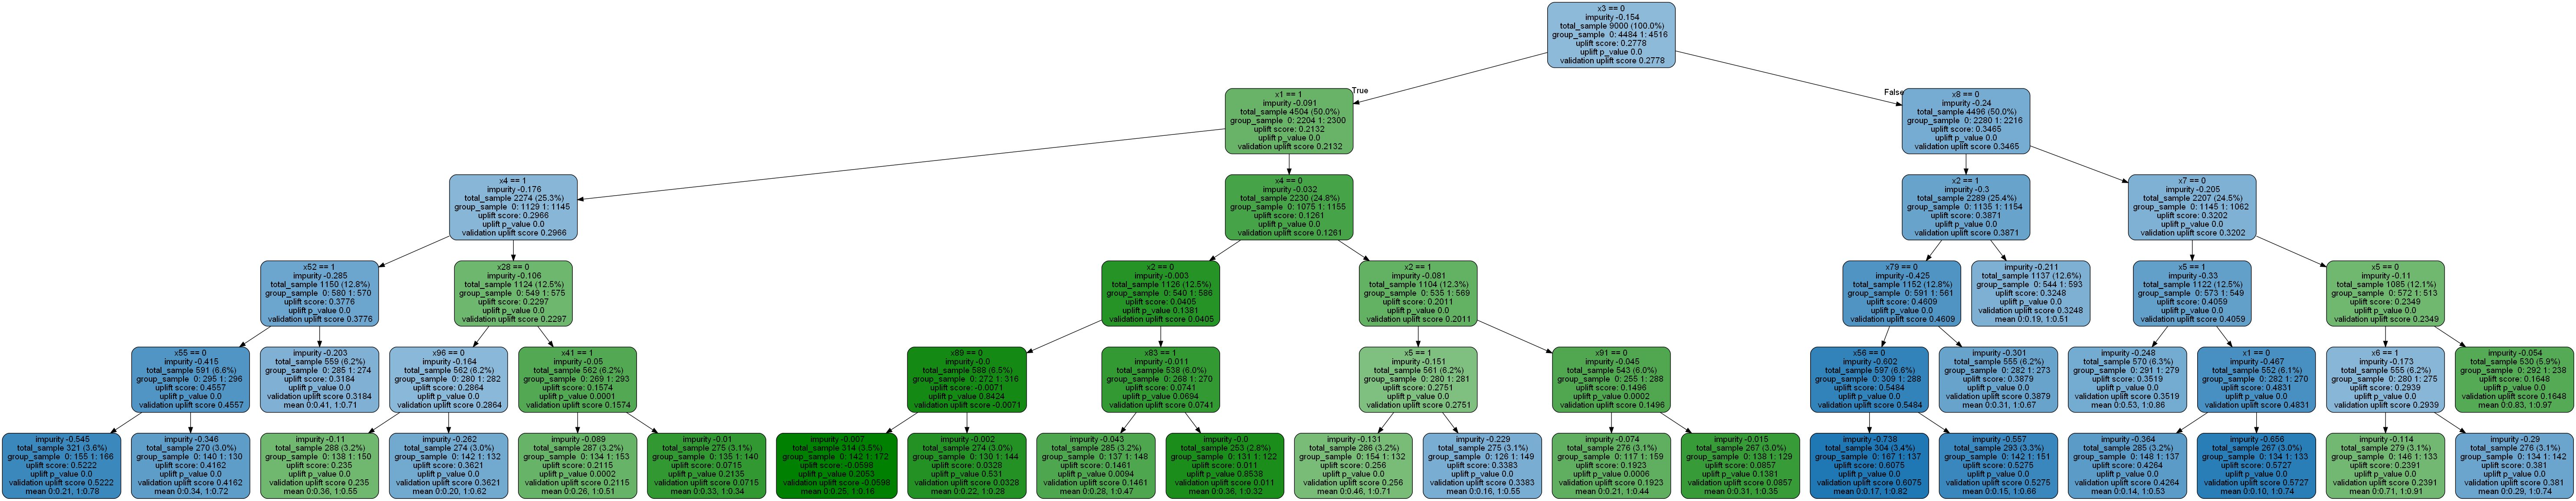 x3 == 0
impurity -0.154
total_sample 9000 (100.0%)
group_sample 0: 4484 1: 4516
uplift score: 0.2778
uplift p_value 0.0
validation uplift score 0.2778
True
False
x1 == 1
impurity -0.091
total_sample 4504 (50.0%)
group_sample 0: 2204 1: 2300
uplift score: 0.2132
uplift p_value 0.0
validation uplift score 0.2132
x8 == 0
impurity -0.24
total_sample 4496 (50.0%)
group_sample 0: 2280 1: 2216
uplift score: 0.3465
uplift p_value 0.0
validation uplift score 0.3465
x4 == 1
impurity -0.176
total_sample 2274 (25.3%)
group_sample 0: 1129 1: 1145
uplift score: 0.2966
uplift p_value 0.0
validation uplift score 0.2966
x4 == 0
impurity -0.032
total_sample 2230 (24.8%)
group_sample 0: 1075 1: 1155
uplift score: 0.1261
uplift p_value 0.0
validation uplift score 0.1261
x2 == 1
impurity -0.3
total_sample 2289 (25.4%)
group_sample 0: 1135 1: 1154
uplift score: 0.3871
uplift p_value 0.0
validation uplift score 0.3871
x7 == 0
impurity -0.205
total_sample 2207 (24.5%)
group_sample 0: 1145 1: 1062
uplift score: 0.3202
uplift p_value 0.0
validation uplift score 0.3202
x52 == 1
impurity -0.285
total_sample 1150 (12.8%)
group_sample 0: 580 1: 570
uplift score: 0.3776
uplift p_value 0.0
validation uplift score 0.3776
x28 == 0
impurity -0.106
total_sample 1124 (12.5%)
group_sample 0: 549 1: 575
uplift score: 0.2297
uplift p_value 0.0
validation uplift score 0.2297
x2 == 0
impurity -0.003
total_sample 1126 (12.5%)
group_sample 0: 540 1: 586
uplift score: 0.0405
uplift p_value 0.1381
validation uplift score 0.0405
x2 == 1
impurity -0.081
total_sample 1104 (12.3%)
group_sample 0: 535 1: 569
uplift score: 0.2011
uplift p_value 0.0
validation uplift score 0.2011
x79 == 0
impurity -0.425
total_sample 1152 (12.8%)
group_sample 0: 591 1: 561
uplift score: 0.4609
uplift p_value 0.0
validation uplift score 0.4609
impurity -0.211
total_sample 1137 (12.6%)
group_sample 0: 544 1: 593
uplift score: 0.3248
uplift p_value 0.0
validation uplift score 0.3248
mean 0:0.19, 1:0.51
x5 == 1
impurity -0.33
total_sample 1122 (12.5%)
group_sample 0: 573 1: 549
uplift score: 0.4059
uplift p_value 0.0
validation uplift score 0.4059
x5 == 0
impurity -0.11
total_sample 1085 (12.1%)
group_sample 0: 572 1: 513
uplift score: 0.2349
uplift p_value 0.0
validation uplift score 0.2349
x55 == 0
impurity -0.415
total_sample 591 (6.6%)
group_sample 0: 295 1: 296
uplift score: 0.4557
uplift p_value 0.0
validation uplift score 0.4557
impurity -0.203
total_sample 559 (6.2%)
group_sample 0: 285 1: 274
uplift score: 0.3184
uplift p_value 0.0
validation uplift score 0.3184
mean 0:0.41, 1:0.71
x96 == 0
impurity -0.164
total_sample 562 (6.2%)
group_sample 0: 280 1: 282
uplift score: 0.2864
uplift p_value 0.0
validation uplift score 0.2864
x41 == 1
impurity -0.05
total_sample 562 (6.2%)
group_sample 0: 269 1: 293
uplift score: 0.1574
uplift p_value 0.0001
validation uplift score 0.1574
x89 == 0
impurity -0.0
total_sample 588 (6.5%)
group_sample 0: 272 1: 316
uplift score: -0.0071
uplift p_value 0.8424
validation uplift score -0.0071
x83 == 1
impurity -0.011
total_sample 538 (6.0%)
group_sample 0: 268 1: 270
uplift score: 0.0741
uplift p_value 0.0694
validation uplift score 0.0741
x5 == 1
impurity -0.151
total_sample 561 (6.2%)
group_sample 0: 280 1: 281
uplift score: 0.2751
uplift p_value 0.0
validation uplift score 0.2751
x91 == 0
impurity -0.045
total_sample 543 (6.0%)
group_sample 0: 255 1: 288
uplift score: 0.1496
uplift p_value 0.0002
validation uplift score 0.1496
x56 == 0
impurity -0.602
total_sample 597 (6.6%)
group_sample 0: 309 1: 288
uplift score: 0.5484
uplift p_value 0.0
validation uplift score 0.5484
impurity -0.301
total_sample 555 (6.2%)
group_sample 0: 282 1: 273
uplift score: 0.3879
uplift p_value 0.0
validation uplift score 0.3879
mean 0:0.31, 1:0.67
impurity -0.248
total_sample 570 (6.3%)
group_sample 0: 291 1: 279
uplift score: 0.3519
uplift p_value 0.0
validation uplift score 0.3519
mean 0:0.53, 1:0.86
x1 == 0
impurity -0.467
total_sample 552 (6.1%)
group_sample 0: 282 1: 270
uplift score: 0.4831
uplift p_value 0.0
validation uplift score 0.4831
x6 == 1
impurity -0.173
total_sample 555 (6.2%)
group_sample 0: 280 1: 275
uplift score: 0.2939
uplift p_value 0.0
validation uplift score 0.2939
impurity -0.054
total_sample 530 (5.9%)
group_sample 0: 292 1: 238
uplift score: 0.1648
uplift p_value 0.0
validation uplift score 0.1648
mean 0:0.83, 1:0.97
impurity -0.545
total_sample 321 (3.6%)
group_sample 0: 155 1: 166
uplift score: 0.5222
uplift p_value 0.0
validation uplift score 0.5222
mean 0:0.21, 1:0.78
impurity -0.346
total_sample 270 (3.0%)
group_sample 0: 140 1: 130
uplift score: 0.4162
uplift p_value 0.0
validation uplift score 0.4162
mean 0:0.34, 1:0.72
impurity -0.11
total_sample 288 (3.2%)
group_sample 0: 138 1: 150
uplift score: 0.235
uplift p_value 0.0
validation uplift score 0.235
mean 0:0.36, 1:0.55
impurity -0.262
total_sample 274 (3.0%)
group_sample 0: 142 1: 132
uplift score: 0.3621
uplift p_value 0.0
validation uplift score 0.3621
mean 0:0.20, 1:0.62
impurity -0.089
total_sample 287 (3.2%)
group_sample 0: 134 1: 153
uplift score: 0.2115
uplift p_value 0.0002
validation uplift score 0.2115
mean 0:0.26, 1:0.51
impurity -0.01
total_sample 275 (3.1%)
group_sample 0: 135 1: 140
uplift score: 0.0715
uplift p_value 0.2135
validation uplift score 0.0715
mean 0:0.33, 1:0.34
impurity -0.007
total_sample 314 (3.5%)
group_sample 0: 142 1: 172
uplift score: -0.0598
uplift p_value 0.2053
validation uplift score -0.0598
mean 0:0.25, 1:0.16
impurity -0.002
total_sample 274 (3.0%)
group_sample 0: 130 1: 144
uplift score: 0.0328
uplift p_value 0.531
validation uplift score 0.0328
mean 0:0.22, 1:0.28
impurity -0.043
total_sample 285 (3.2%)
group_sample 0: 137 1: 148
uplift score: 0.1461
uplift p_value 0.0094
validation uplift score 0.1461
mean 0:0.28, 1:0.47
impurity -0.0
total_sample 253 (2.8%)
group_sample 0: 131 1: 122
uplift score: 0.011
uplift p_value 0.8538
validation uplift score 0.011
mean 0:0.36, 1:0.32
impurity -0.131
total_sample 286 (3.2%)
group_sample 0: 154 1: 132
uplift score: 0.256
uplift p_value 0.0
validation uplift score 0.256
mean 0:0.46, 1:0.71
impurity -0.229
total_sample 275 (3.1%)
group_sample 0: 126 1: 149
uplift score: 0.3383
uplift p_value 0.0
validation uplift score 0.3383
mean 0:0.16, 1:0.55
impurity -0.074
total_sample 276 (3.1%)
group_sample 0: 117 1: 159
uplift score: 0.1923
uplift p_value 0.0006
validation uplift score 0.1923
mean 0:0.21, 1:0.44
impurity -0.015
total_sample 267 (3.0%)
group_sample 0: 138 1: 129
uplift score: 0.0857
uplift p_value 0.1381
validation uplift score 0.0857
mean 0:0.31, 1:0.35
impurity -0.738
total_sample 304 (3.4%)
group_sample 0: 167 1: 137
uplift score: 0.6075
uplift p_value 0.0
validation uplift score 0.6075
mean 0:0.17, 1:0.82
impurity -0.557
total_sample 293 (3.3%)
group_sample 0: 142 1: 151
uplift score: 0.5275
uplift p_value 0.0
validation uplift score 0.5275
mean 0:0.15, 1:0.66
impurity -0.364
total_sample 285 (3.2%)
group_sample 0: 148 1: 137
uplift score: 0.4264
uplift p_value 0.0
validation uplift score 0.4264
mean 0:0.14, 1:0.53
impurity -0.656
total_sample 267 (3.0%)
group_sample 0: 134 1: 133
uplift score: 0.5727
uplift p_value 0.0
validation uplift score 0.5727
mean 0:0.10, 1:0.74
impurity -0.114
total_sample 279 (3.1%)
group_sample 0: 146 1: 133
uplift score: 0.2391
uplift p_value 0.0
validation uplift score 0.2391
mean 0:0.71, 1:0.91
impurity -0.29
total_sample 276 (3.1%)
group_sample 0: 134 1: 142
uplift score: 0.381
uplift p_value 0.0
validation uplift score 0.381
mean 0:0.29, 1:0.74